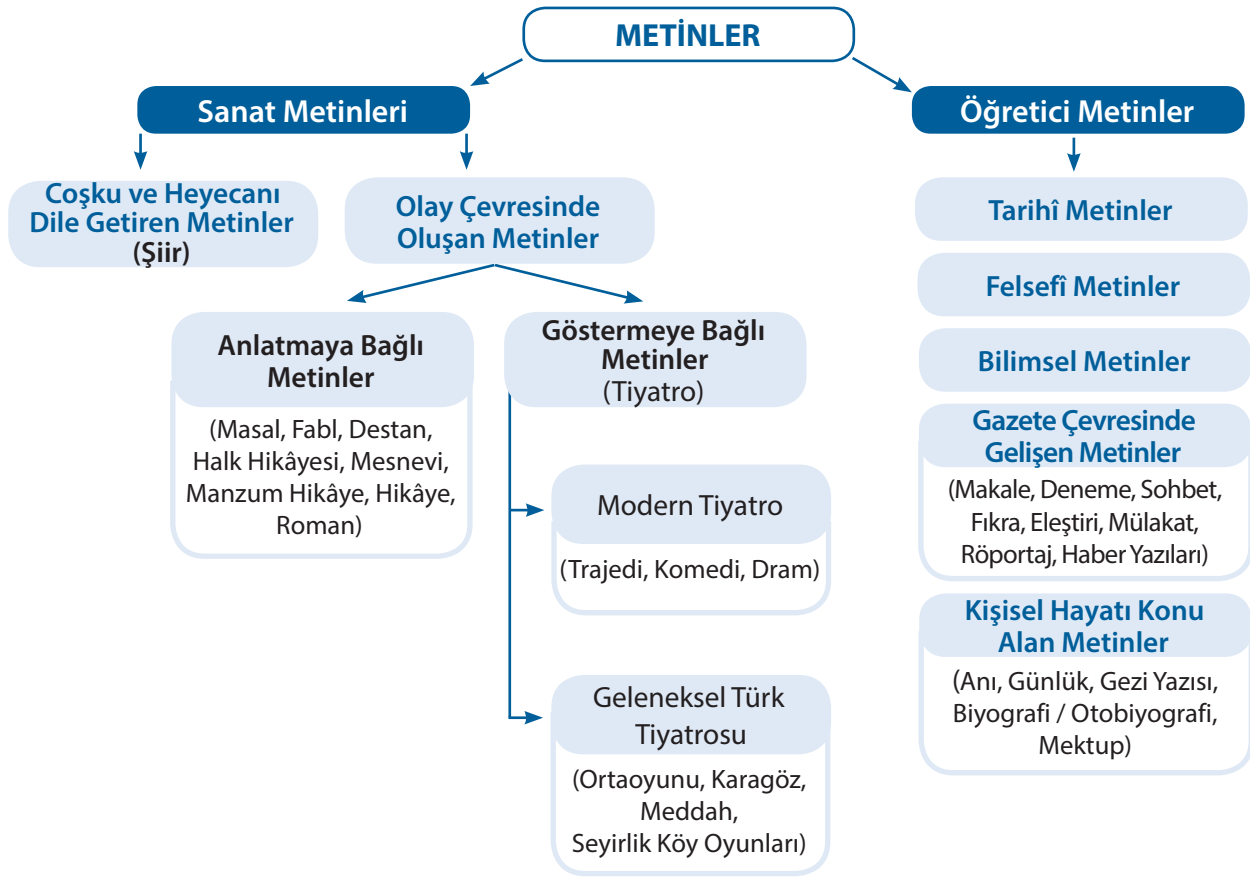 METİNLER
Sanat Metinleri
Coşku ve Heyecanı
Dile Getiren Metinler
(Şiir)
Olay Çevresinde
Oluşan Metinler
Anlatmaya Bağlı
Metinler
(Masal, Fabl, Destan,
Halk Hikâyesi, Mesnevi,
Manzum Hikâye, Hikâye,
Roman)
Göstermeye Bağlı
Metinler
(Tiyatro)
Modern Tiyatro
(Trajedi, Komedi, Dram)
Geleneksel Türk
Tiyatrosu
(Ortaoyunu, Karagöz,
Meddah,
Seyirlik Köy Oyunları)
Öğretici Metinler
Tarihî Metinler
Felsefî Metinler
Bilimsel Metinler
Gazete Çevresinde
Gelişen Metinler
(Makale, Deneme, Sohbet,
Fıkra, Eleştiri, Mülakat,
Röportaj, Haber Yazıları)
Kişisel Hayatı Konu
Alan Metinler
(Anı, Günlük, Gezi Yazısı,
Biyografi / Otobiyografi,
Mektup)